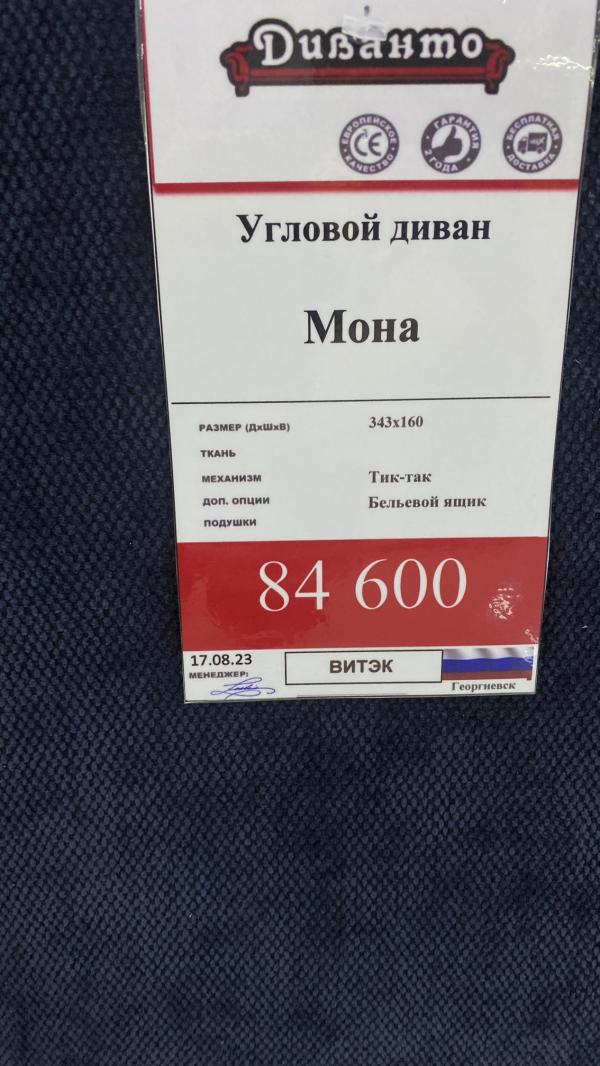 Диванто
ЕВРОПЕЙСКОЕ КАЧЕСТВО
CE
ГАРАНТИЯ 2 ГОДА
БЕСПЛАТНАЯ ДОСТАВКА
Угловой диван
Мона
РАЗМЕР (ДхШхВ) 343х160
ТКАНЬ
МЕХАНИЗМ Тик-так
ДОП. ОПЦИИ Бельевой ящик
ПОДУШКИ
84 600
17.08.23
МЕНЕДЖЕР:
ВИТЭК
Георгиевск